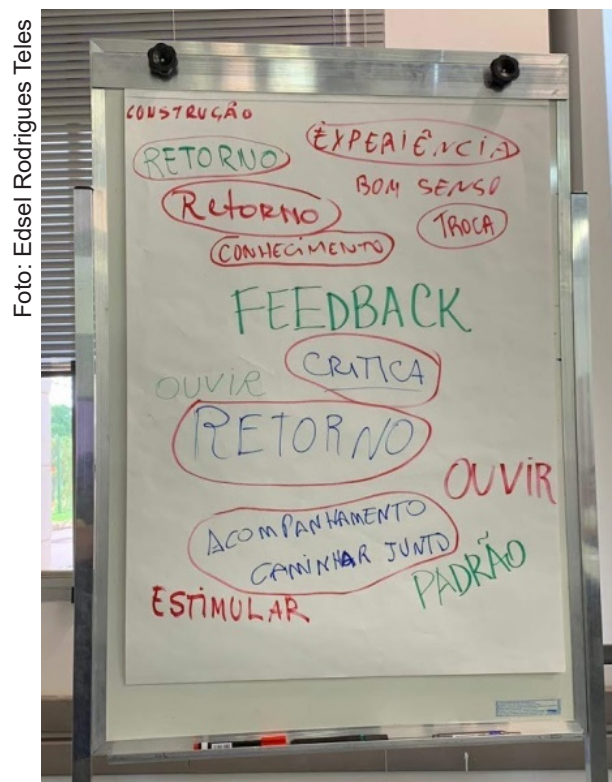 Foto: Edsel Rodrigues Teles
CONSTRUÇÃO
RETORNO
EXPERIÊNCIA
RETORNO
BOM SENSO
TROCA
CONHECIMENTO
FEEDBACK
CRITICA
OUVIR
RETORNO
OUVIR
ACOMPANHAMENTO
CAMINHAR JUNTO
PADRÃO
ESTIMULAR